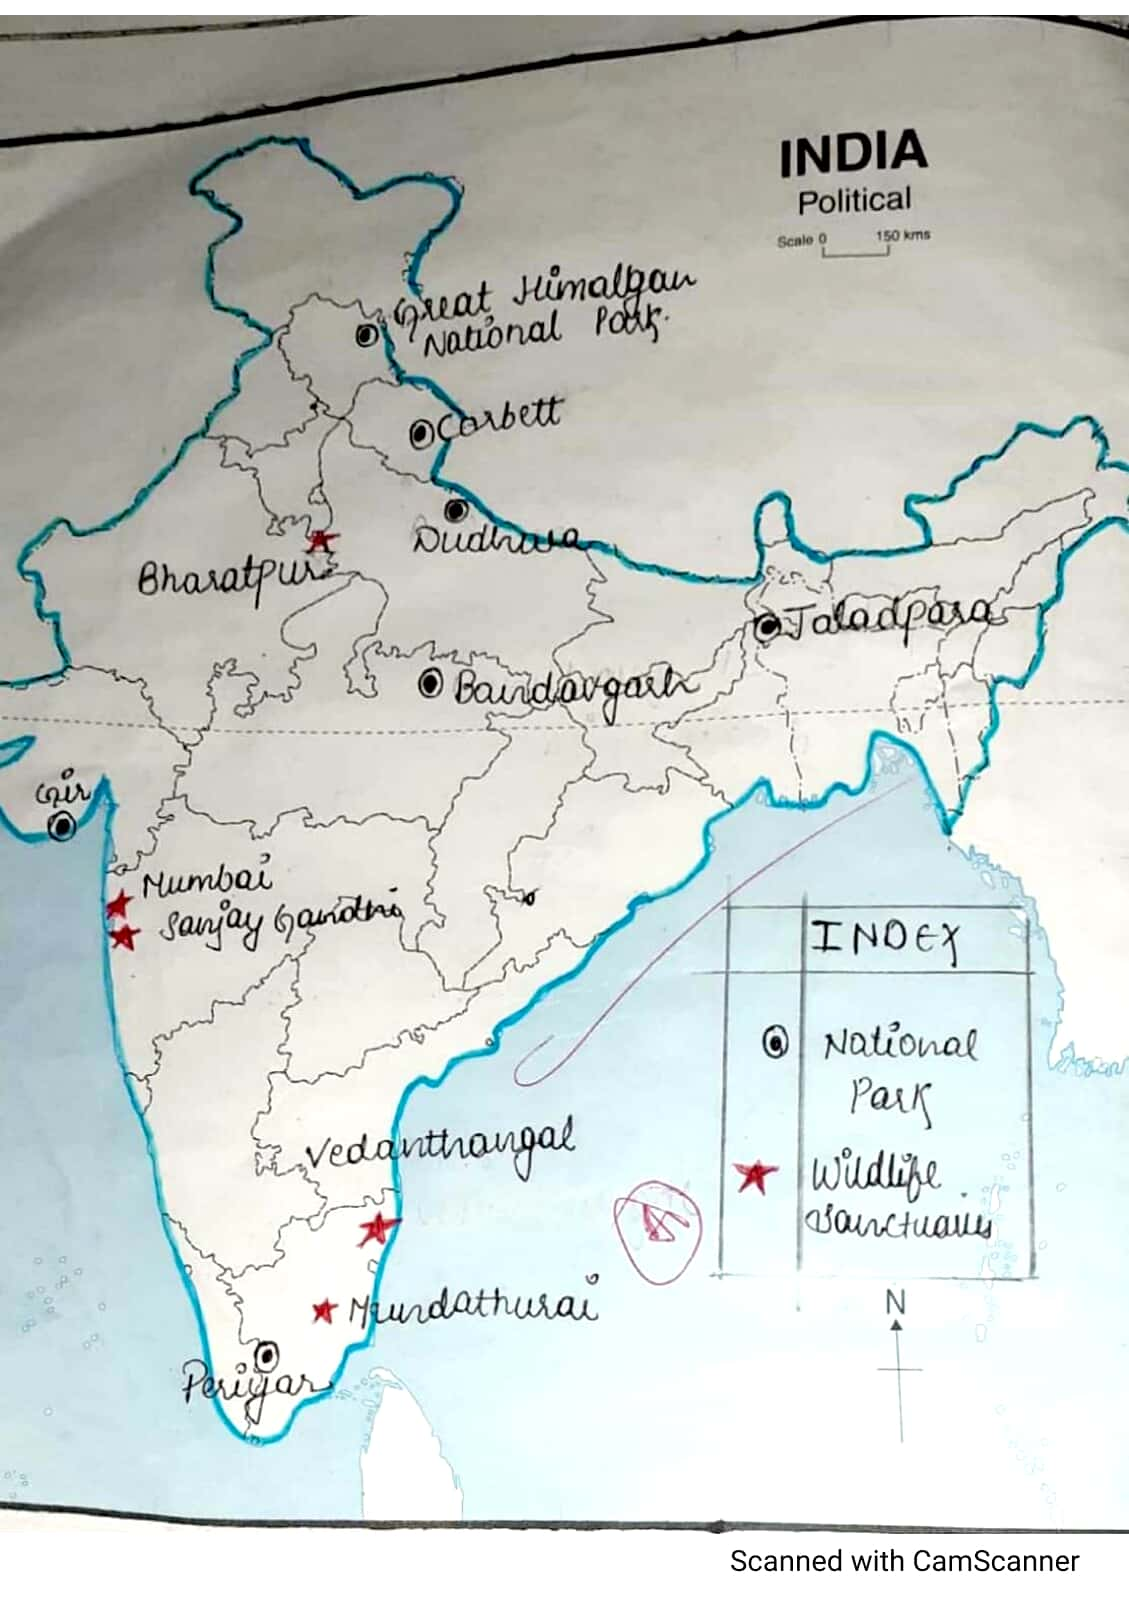 INDIA
Political
Scale 0 150 kms
Great Himalyan
National Park.
Corbett
Dudhwa
Bharatpur
Jaladpara
Bandavgarh
Gir
Mumbai
Sanjay Gandhi
INDEX
National
Park
Wildlife
Sanctuaries
Vedanthangal
Mundathurai
Periyar
N
Scanned with CamScanner